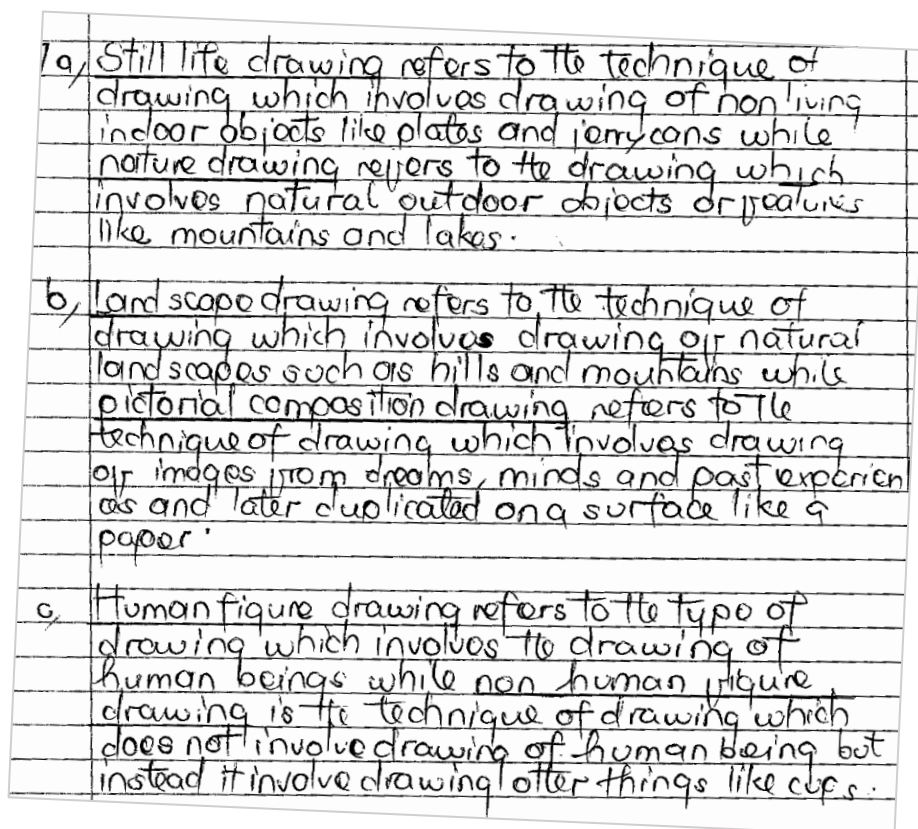 1a, Still life drawing refers to the technique of
drawing which involves drawing of non living
indoor objects like plates and jerrycans while
nature drawing refers to the drawing which
involves natural outdoor objects or features
like mountains and lakes.
b, Landscape drawing refers to the technique of
drawing which involves drawing of natural
landscapes such as hills and mountains while
pictorial composition drawing refers to the
technique of drawing which involves drawing
of images from dreams, minds and past experien
ces and later duplicated on a surface like a
paper.
c, Human figure drawing refers to the type of
drawing which involves the drawing of
human beings while non human figure
drawing is the technique of drawing which
does not involve drawing of human being but
instead it involve drawing other things like cups.